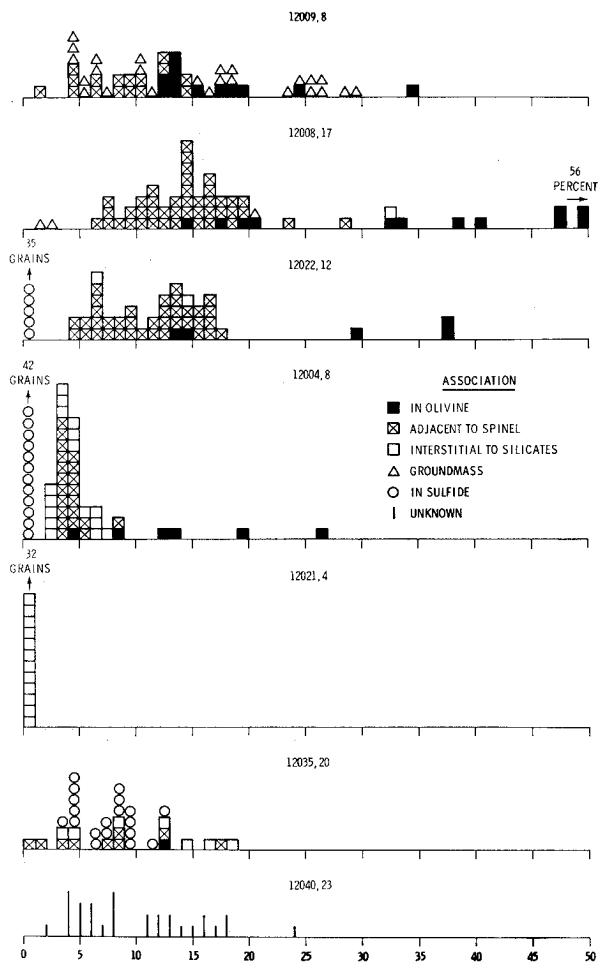 12009,8
12008,17
56
PERCENT
35
GRAINS
12022,12
42
GRAINS
12004,8
ASSOCIATION
IN OLIVINE
ADJACENT TO SPINEL
INTERSTITIAL TO SILICATES
GROUNDMASS
IN SULFIDE
UNKNOWN
32
GRAINS
12021,4
12035,20
12040,23
0 5 10 15 20 25 30 35 40 45 50